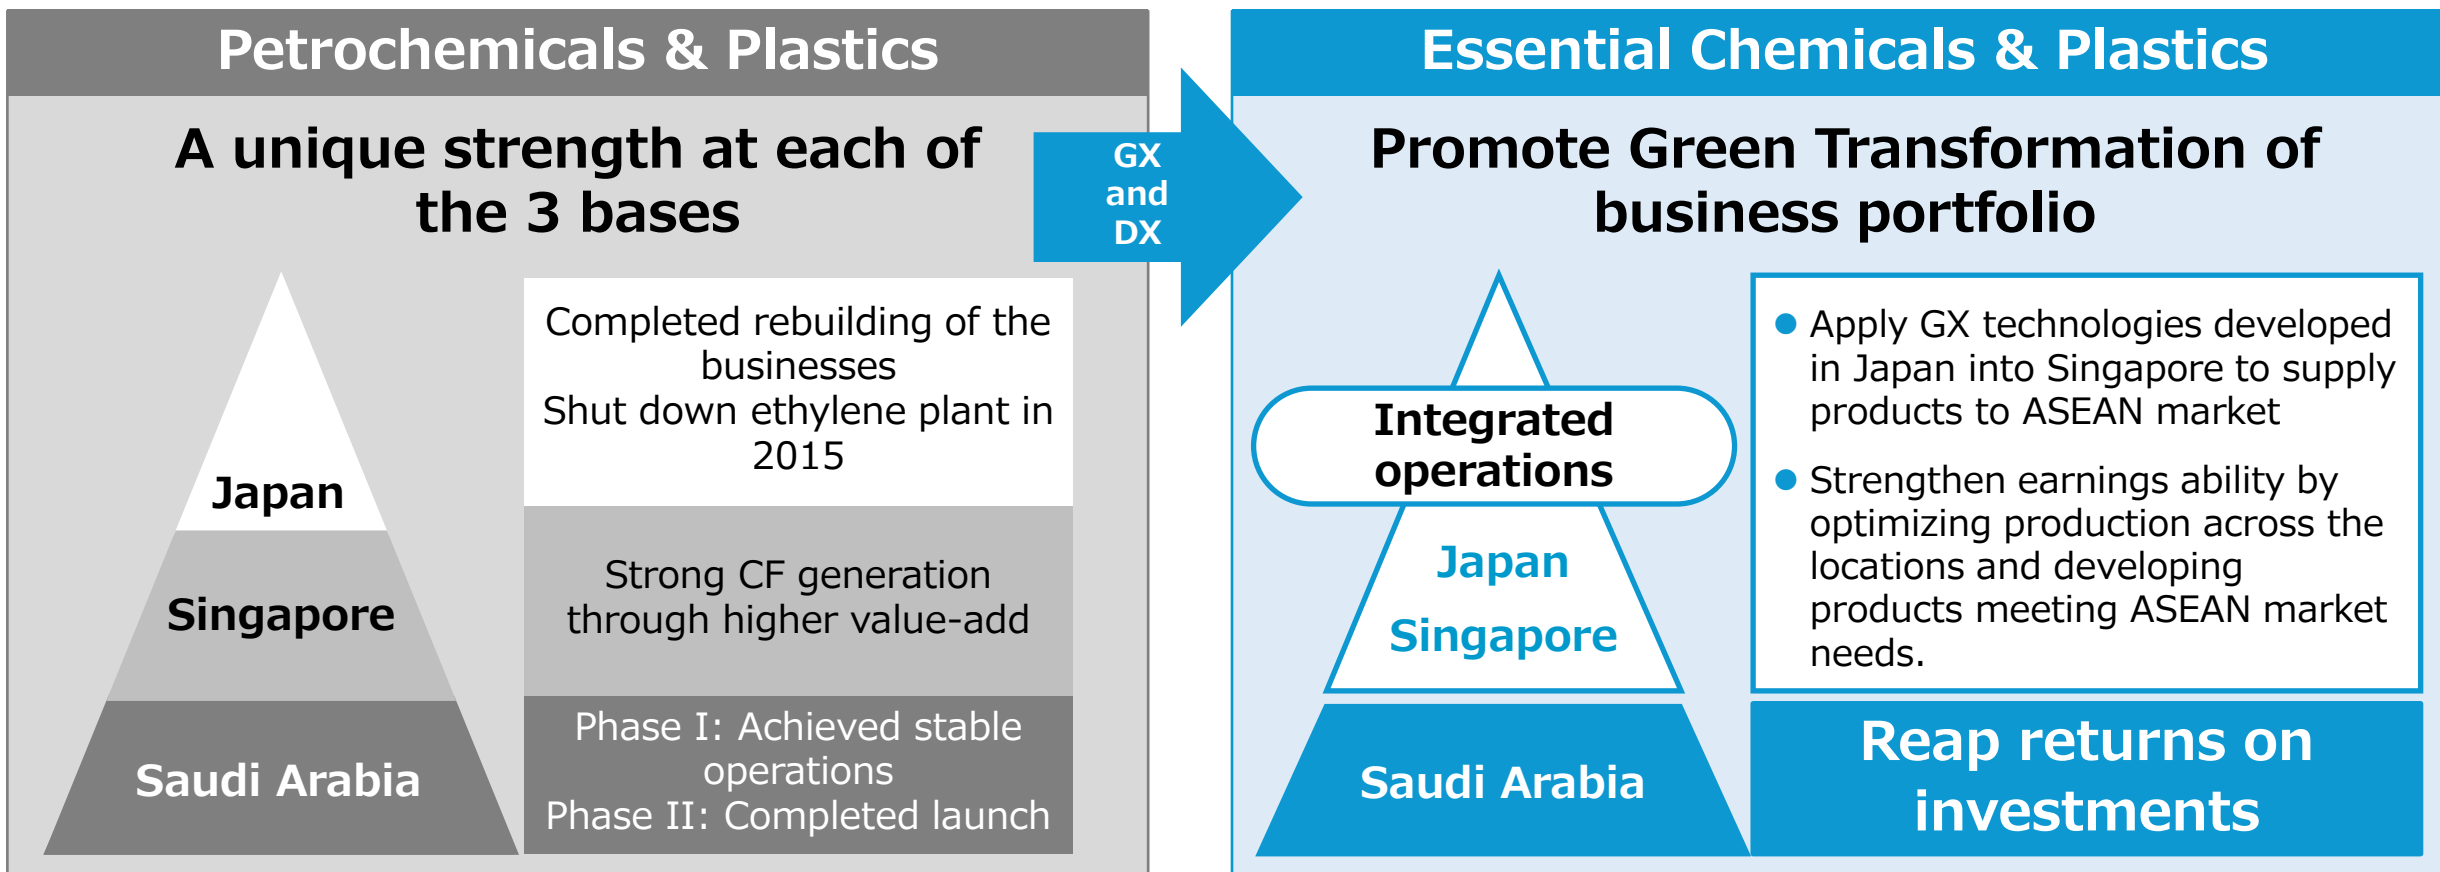 Petrochemicals & Plastics
A unique strength at each of
the 3 bases
Japan
Singapore
Saudi Arabia
Completed rebuilding of the
businesses
Shut down ethylene plant in
2015
Strong CF generation
through higher value-add
Phase I: Achieved stable
operations
Phase II: Completed launch
GX
and
DX
Essential Chemicals & Plastics
Promote Green Transformation of
business portfolio
Integrated
operations
Japan
Singapore
Saudi Arabia
● Apply GX technologies developed
in Japan into Singapore to supply
products to ASEAN market
● Strengthen earnings ability by
optimizing production across the
locations and developing
products meeting ASEAN market
needs.
Reap returns on
investments